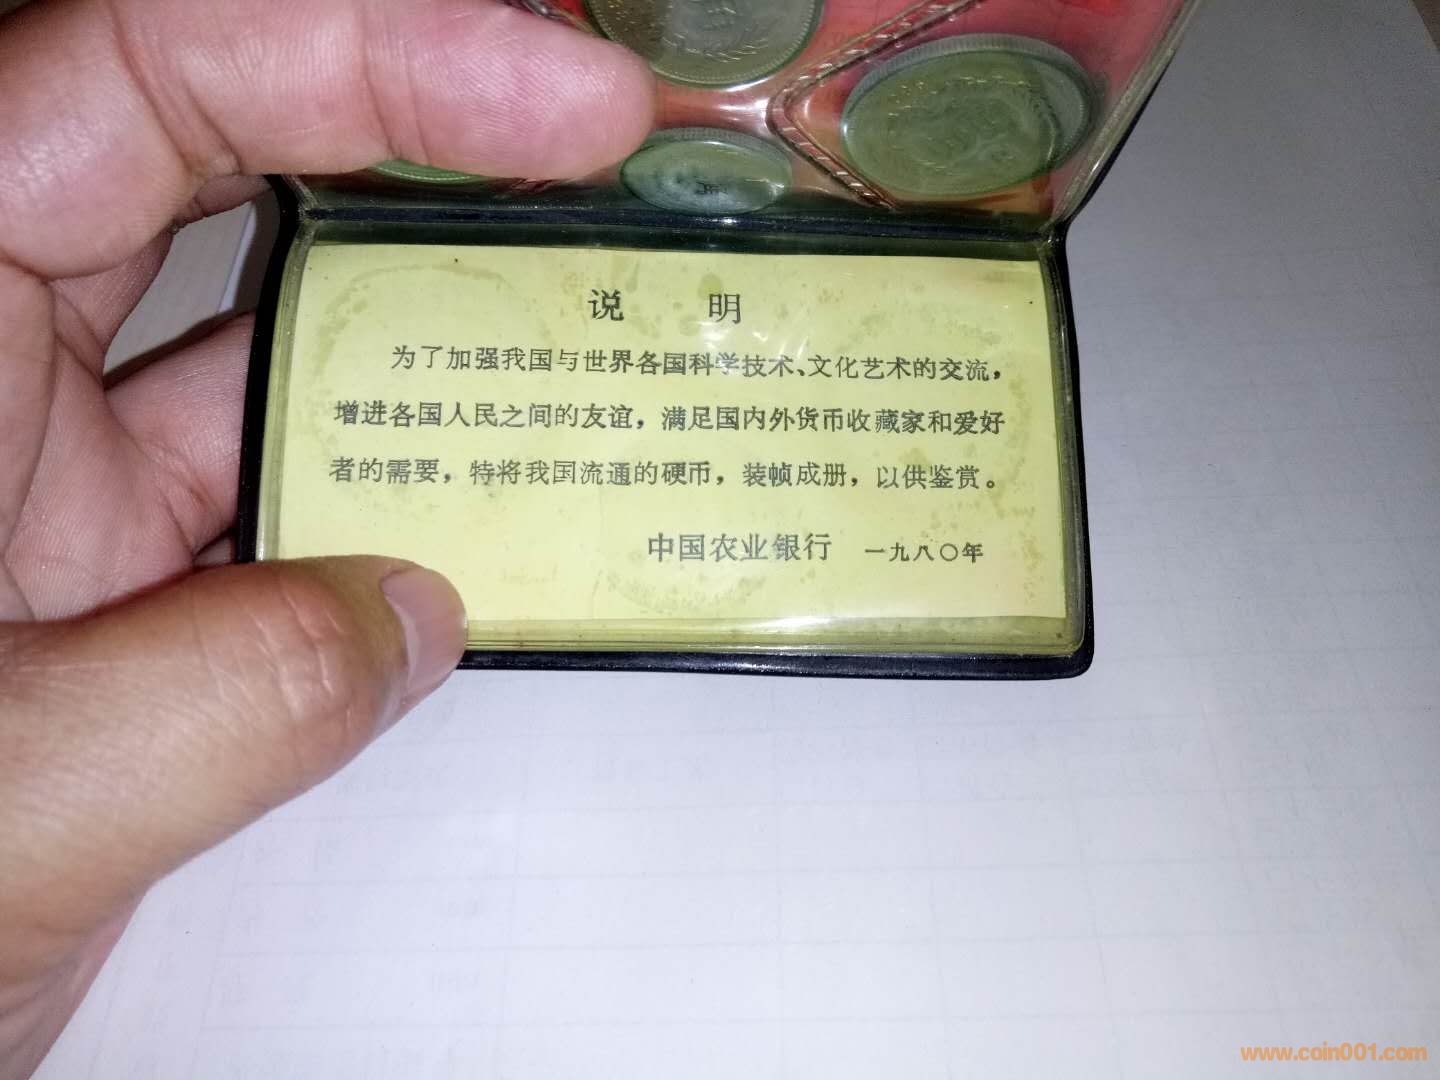 说 明
为了加强我国与世界各国科学技术、文化艺术的交流，
增进各国人民之间的友谊，满足国内外货币收藏家和爱好
者的需要，特将我国流通的硬币，装帧成册，以供鉴赏。
中国农业银行 一九八〇年
www.coin001.com